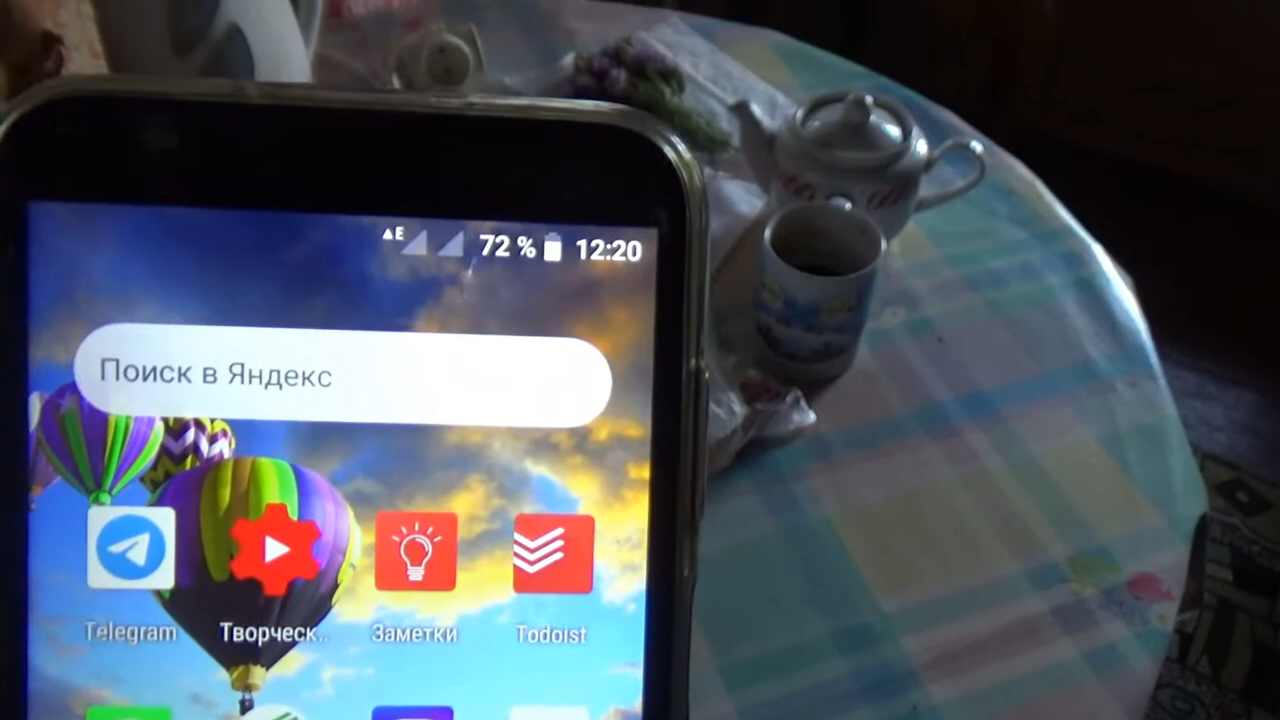 E 72 % 12:20
Поиск в Яндекс
Telegram Творческ.. Заметки Todoist